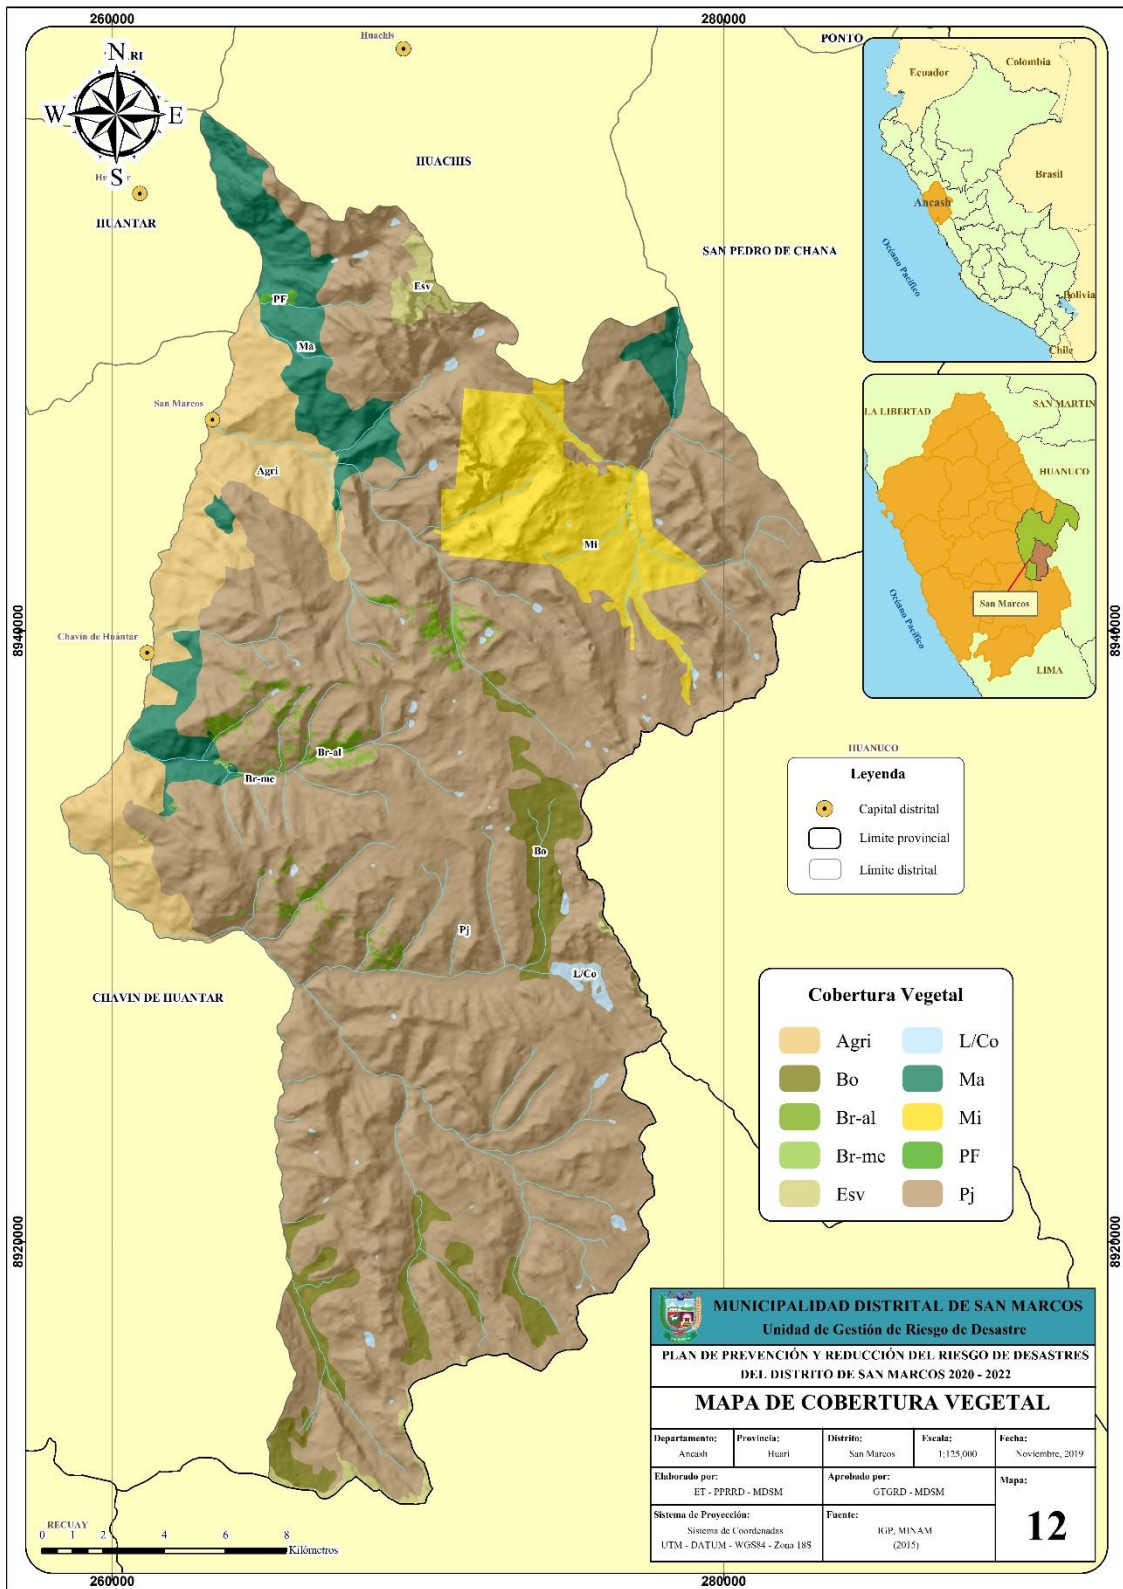 260000
280000
N
W
E
S
.RI
Huachis
PONTO
HUACHIS
HUANTAR
SAN PEDRO DE CHANA
Ecuador
Colombia
Brasil
Ancash
Océano Pacífico
Bolivia
Chile
PF
Esv
Ma
San Marcos
Agri
Mi
LA LIBERTAD
SAN MARTIN
HUANUCO
San Marcos
Océano Pacífico
LIMA
8940000
8940000
Chavín de Huántar
Br-al
Br-me
Bo
Pj
L/Co
CHAVIN DE HUANTAR
HUANUCO
Leyenda
Capital distrital
Límite provincial
Límite distrital
Cobertura Vegetal
Agri
L/Co
Bo
Ma
Br-al
Mi
Br-me
PF
Esv
Pj
8920000
8920000
MUNICIPALIDAD DISTRITAL DE SAN MARCOS
Unidad de Gestión de Riesgo de Desastre
PLAN DE PREVENCIÓN Y REDUCCIÓN DEL RIESGO DE DESASTRES
DEL DISTRITO DE SAN MARCOS 2020 - 2022
MAPA DE COBERTURA VEGETAL
Departamento:
Ancash
Provincia:
Huari
Distrito:
San Marcos
Escala:
1:125,000
Fecha:
Noviembre, 2019
Elaborado por:
ET - PPRRD - MDSM
Aprobado por:
GTGRD - MDSM
Mapa:
12
Sistema de Proyección:
Sistema de Coordenadas
UTM - DATUM - WGS84 - Zona 18S
Fuente:
IGP, MINAM
(2015)
RECUAY
0 1 2 4 6 8
Kilómetros
260000
280000